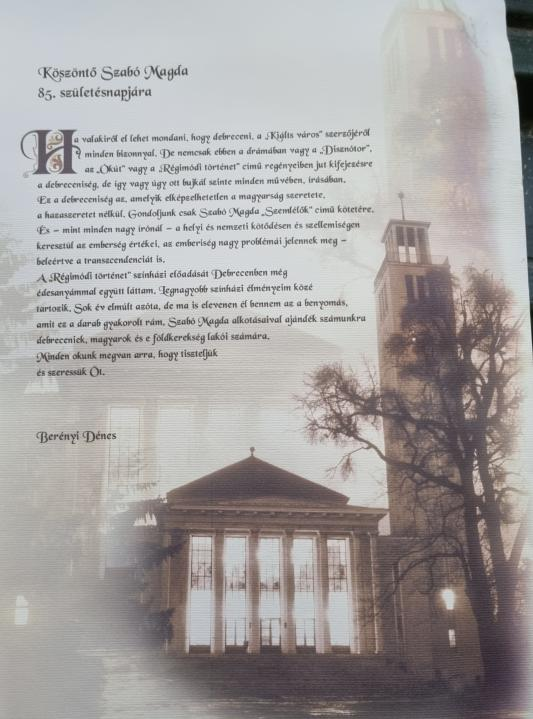 Köszöntő Szabó Magda
85. születésnapjára
Ha valakiről el lehet mondani, hogy debreceni, a „Kiálts város” szerzőjéről
minden bizonnyal. De nemcsak ebben a drámában vagy a „Disznótor”,
az „Ókút” vagy a „Régimódi történet” című regényeiben jut kifejezésre
a debreceniség, de így vagy úgy ott bujkál szinte minden művében, írásában.
Ez a debreceniség az, amelyik elképzelhetetlen a magyarság szeretete,
a hazaszeretet nélkül. Gondoljunk csak Szabó Magda „Szemlélők” című kötetére.
És – mint minden nagy írónál – a helyi és nemzeti kötődésen és szellemiségen
keresztül az emberség értékei, az emberiség nagy problémái jelennek meg –
beleértve a transzcendenciát is.
A „Régimódi történet” színházi előadását Debrecenben még
édesanyámmal együtt láttam. Legnagyobb színházi élményeim közé
tartozik. Sok év elmúlt azóta, de ma is elevenen él bennem az a benyomás,
amit ez a darab gyakorolt rám. Szabó Magda alkotásaival ajándék számunkra
debreceniek, magyarok és e földkerekség lakói számára.
Minden okunk megvan arra, hogy tiszteljük
és szeressük Őt.
Berényi Dénes